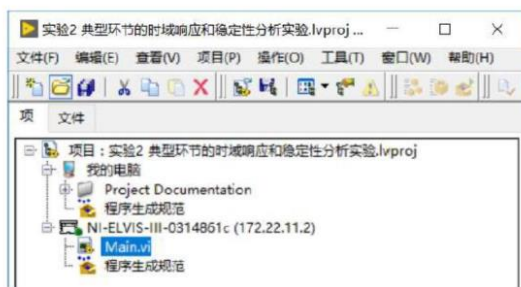 实验2 典型环节的时域响应和稳定性分析实验.lvproj ...
文件(F) 编辑(E) 查看(V) 项目(P) 操作(O) 工具(T) 窗口(W) 帮助(H)
项 文件
项目：实验2 典型环节的时域响应和稳定性分析实验.lvproj
我的电脑
Project Documentation
程序生成规范
NI-ELVIS-III-0314861c (172.22.11.2)
Main.vi
程序生成规范